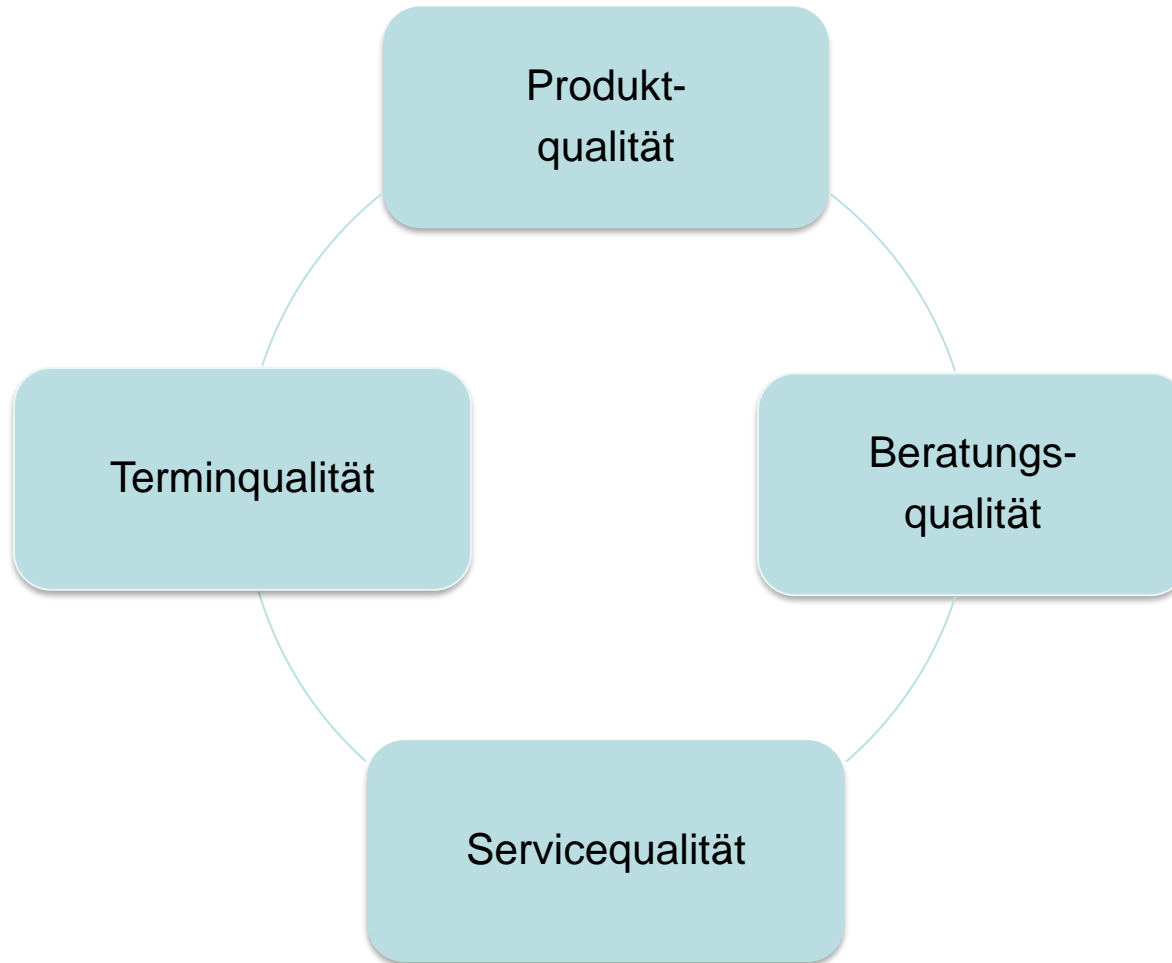 Produkt-
qualität
Terminqualität
Beratungs-
qualität
Servicequalität